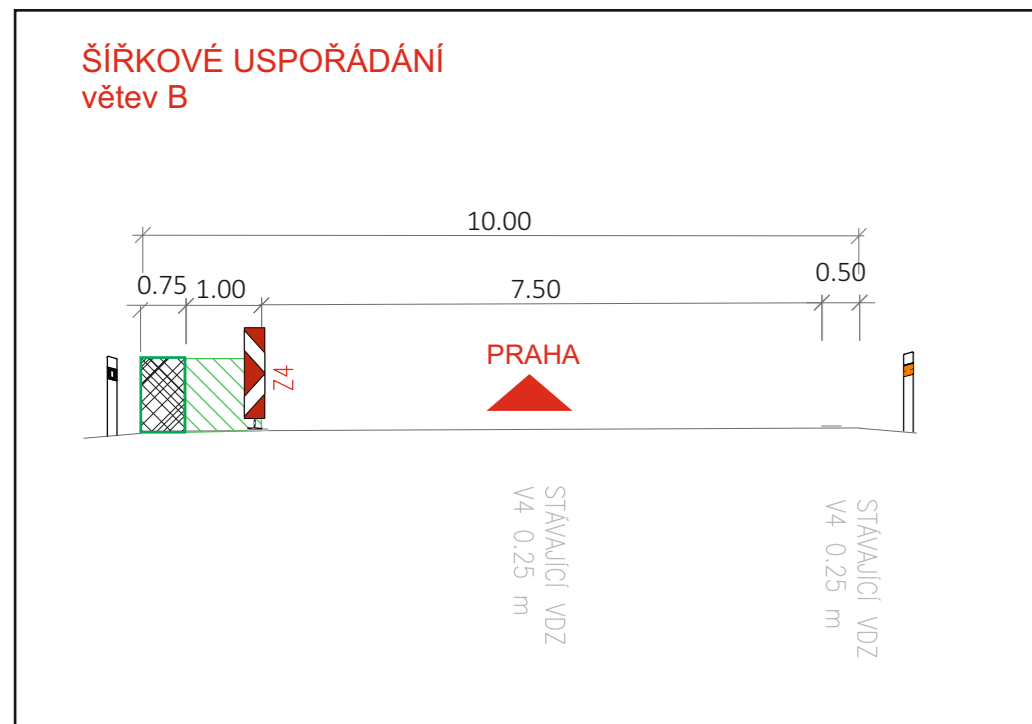 ŠÍŘKOVÉ USPOŘÁDÁNÍ
větev B
10.00
0.75
1.00
7.50
0.50
PRAHA
Z4
STÁVAJÍCÍ VDZ
V4 0.25 m
STÁVAJÍCÍ VDZ
V4 0.25 m